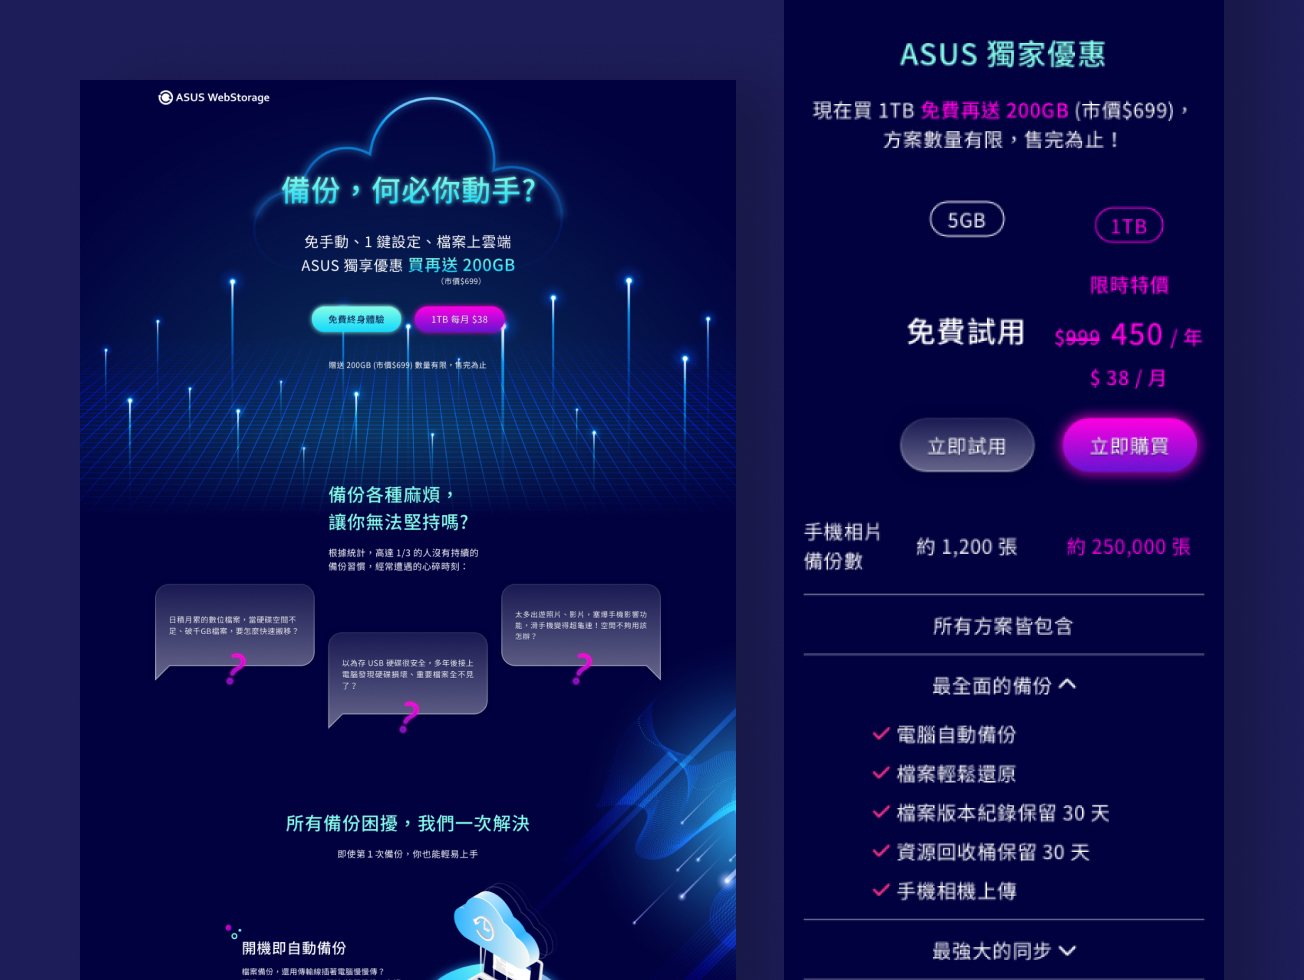 ASUS WebStorage
備份，何必你動手?
免手動、1 鍵設定、檔案上雲端
ASUS 獨享優惠 買再送 200GB
（市價$699）
免費終身體驗
1TB 每月 $38
贈送 200GB (市價$699) 數量有限，售完為止
備份各種麻煩，
讓你無法堅持嗎?
根據統計，高達 1/3 的人沒有持續的
備份習慣，經常遭遇的心碎時刻：
日積月累的數位檔案，當硬碟空間不
足、破千GB檔案，要怎麼快速搬移？
?
以為存 USB 硬碟很安全，多年後接上
電腦發現硬碟損壞、重要檔案全不見
了？
?
太多出遊照片、影片，塞爆手機影響功
能，滑手機變得超龜速！空間不夠用該
怎辦？
?
所有備份困擾，我們一次解決
即使第 1 次備份，你也能輕易上手
開機即自動備份
檔案備份，還用傳輸線插著電腦慢慢傳？
ASUS 獨家優惠
現在買 1TB 免費再送 200GB (市價$699)，
方案數量有限，售完為止！
5GB
1TB
限時特價
免費試用
$999 450 / 年
$ 38 / 月
立即試用
立即購買
手機相片
備份數
約 1,200 張
約 250,000 張
所有方案皆包含
最全面的備份
電腦自動備份
檔案輕鬆還原
檔案版本紀錄保留 30 天
資源回收桶保留 30 天
手機相機上傳
最強大的同步